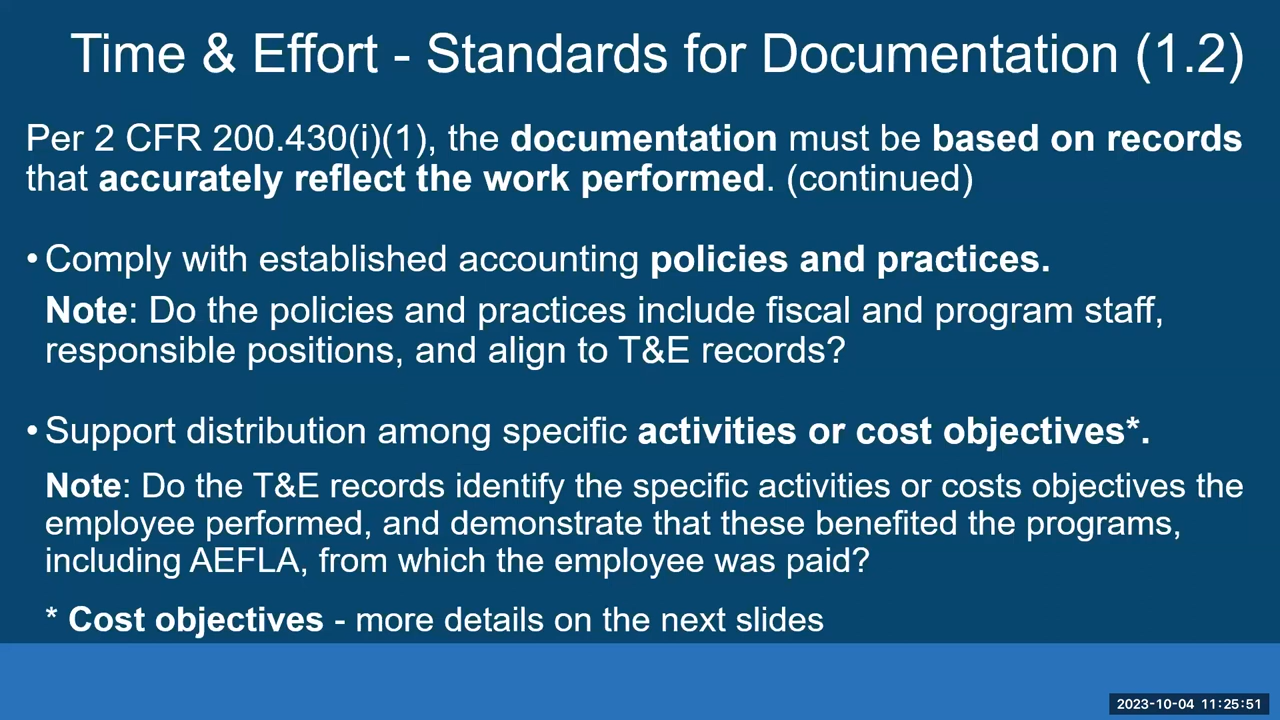 Time & Effort - Standards for Documentation (1.2)
Per 2 CFR 200.430(i)(1), the documentation must be based on records
that accurately reflect the work performed. (continued)
• Comply with established accounting policies and practices.
Note: Do the policies and practices include fiscal and program staff,
responsible positions, and align to T&E records?
• Support distribution among specific activities or cost objectives*.
Note: Do the T&E records identify the specific activities or costs objectives the
employee performed, and demonstrate that these benefited the programs,
including AEFLA, from which the employee was paid?
* Cost objectives - more details on the next slides
2023-10-04 11:25:51